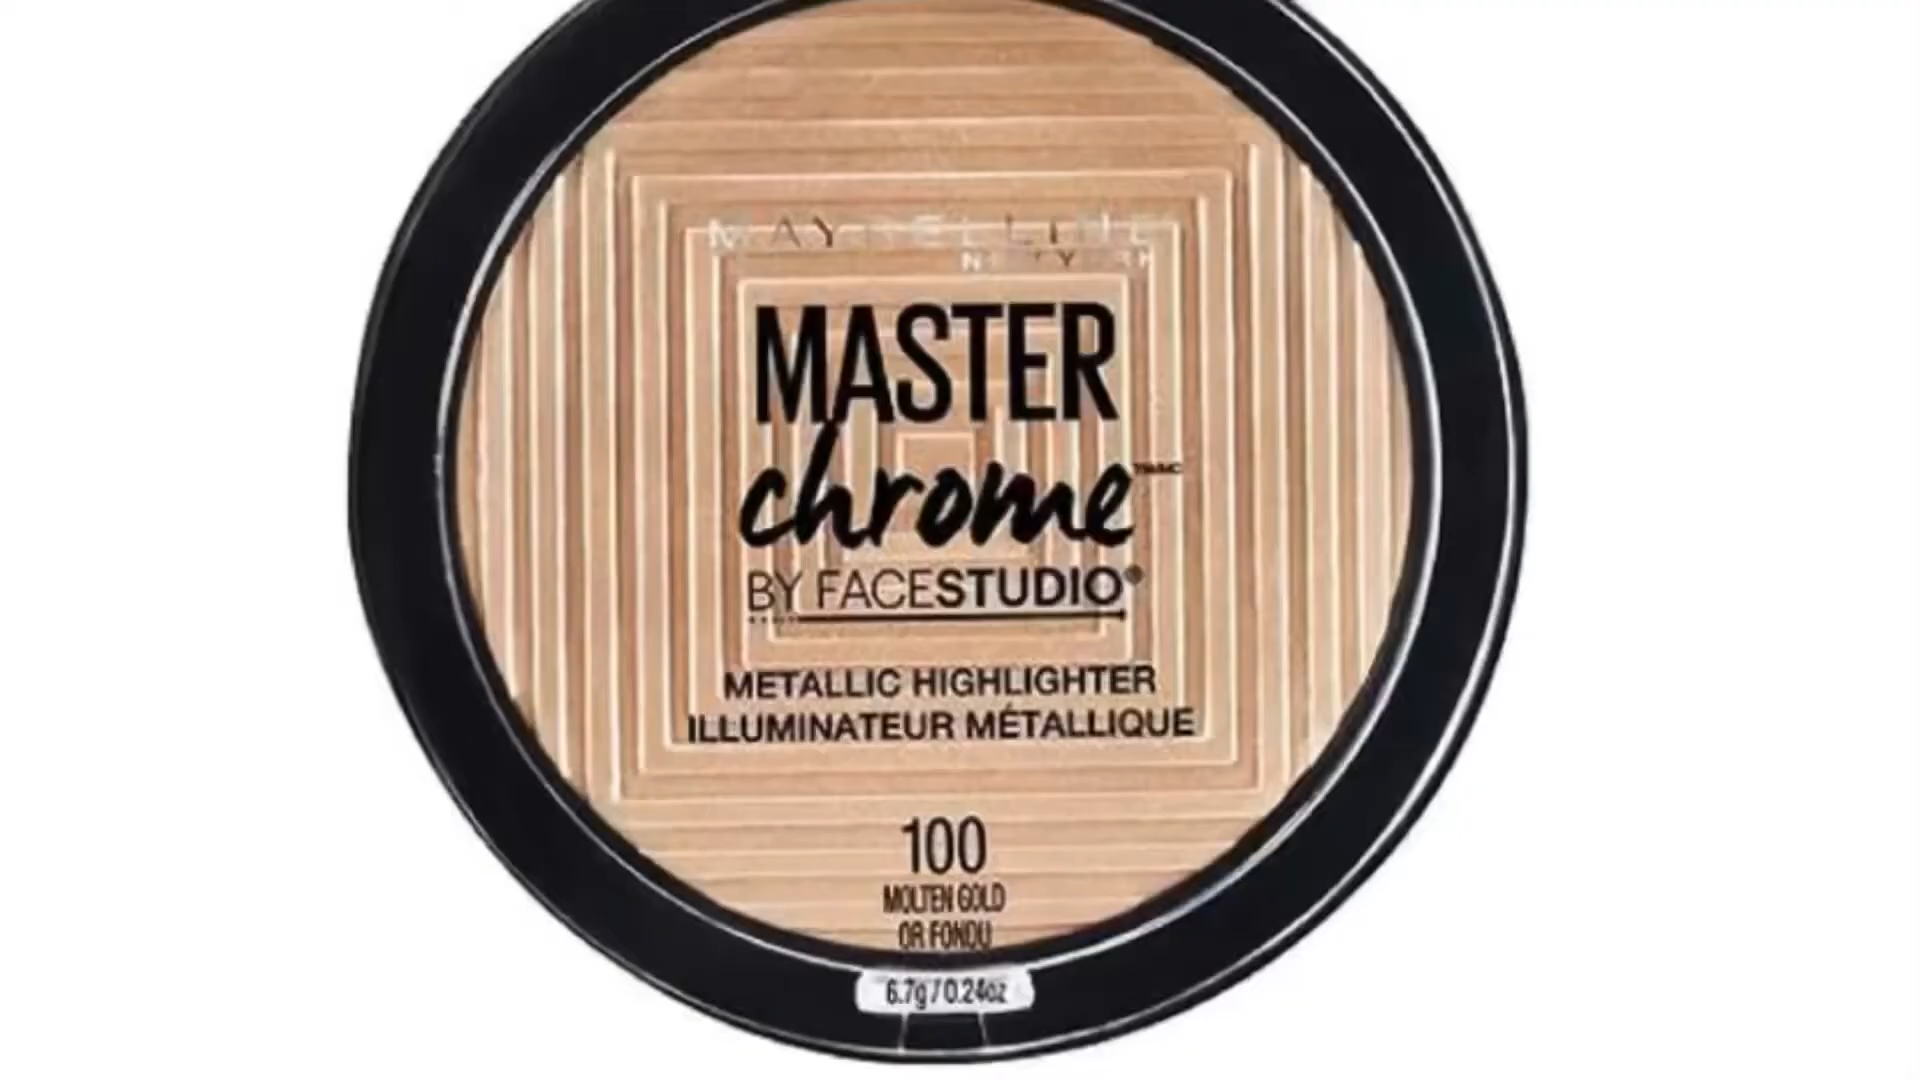 MAYBELLINE
NEW YORK
MASTER
chrome
BY FACESTUDIO®
METALLIC HIGHLIGHTER
ILLUMINATEUR MÉTALLIQUE
100
MOLTEN GOLD
OR FONDU
6.7g/0.24oz